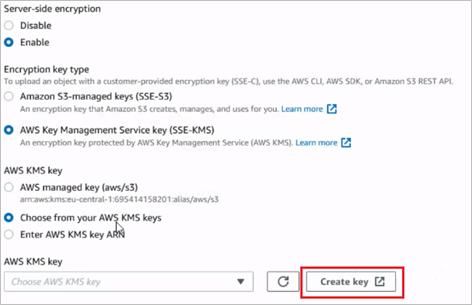 Server-side encryption
Disable
Enable
Encryption key type
To upload an object with a customer-provided encryption key (SSE-C), use the AWS CLI, AWS SDK, or Amazon S3 REST API.
Amazon S3-managed keys (SSE-S3)
An encryption key that Amazon S3 creates, manages, and uses for you. Learn more
AWS Key Management Service key (SSE-KMS)
An encryption key protected by AWS Key Management Service (AWS KMS). Learn more
AWS KMS key
AWS managed key (aws/s3)
arn:aws:kms:eu-central-1:695414158201:alias/aws/s3
Choose from your AWS KMS keys
Enter AWS KMS key ARN
AWS KMS key
Choose AWS KMS key
Create key